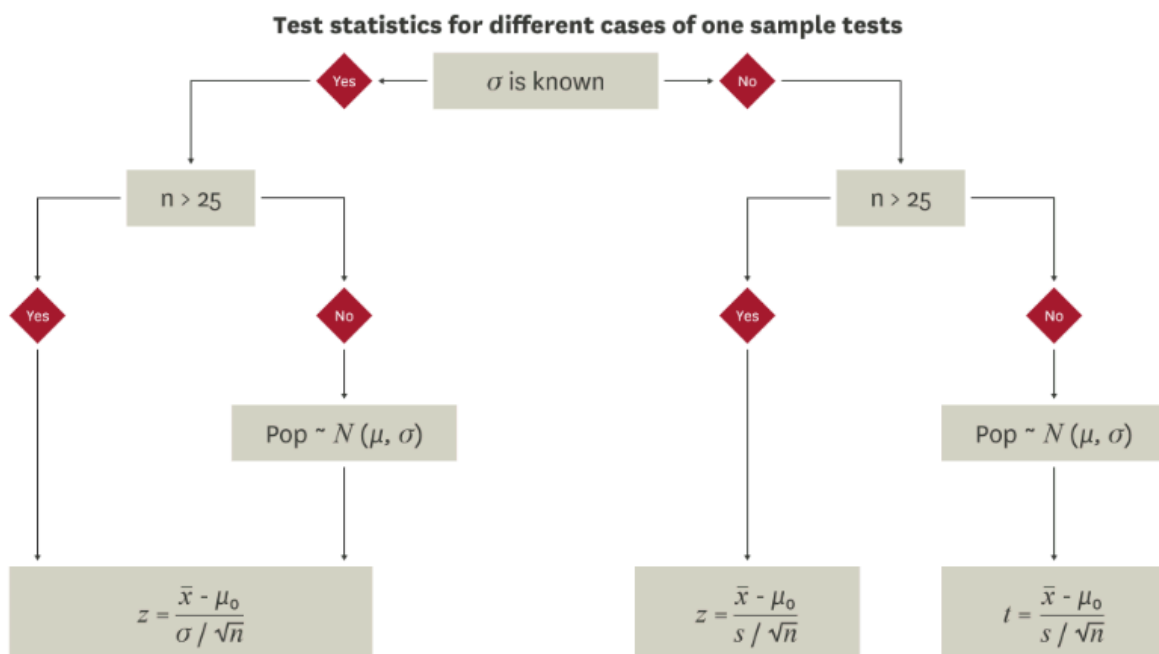 Test statistics for different cases of one sample tests
Yes
σ is known
No
n > 25
n > 25
Yes
No
Yes
No
Pop ~ N (μ, σ)
Pop ~ N (μ, σ)
z = x̄ - μ₀ / σ / √n
z = x̄ - μ₀ / s / √n
t = x̄ - μ₀ / s / √n